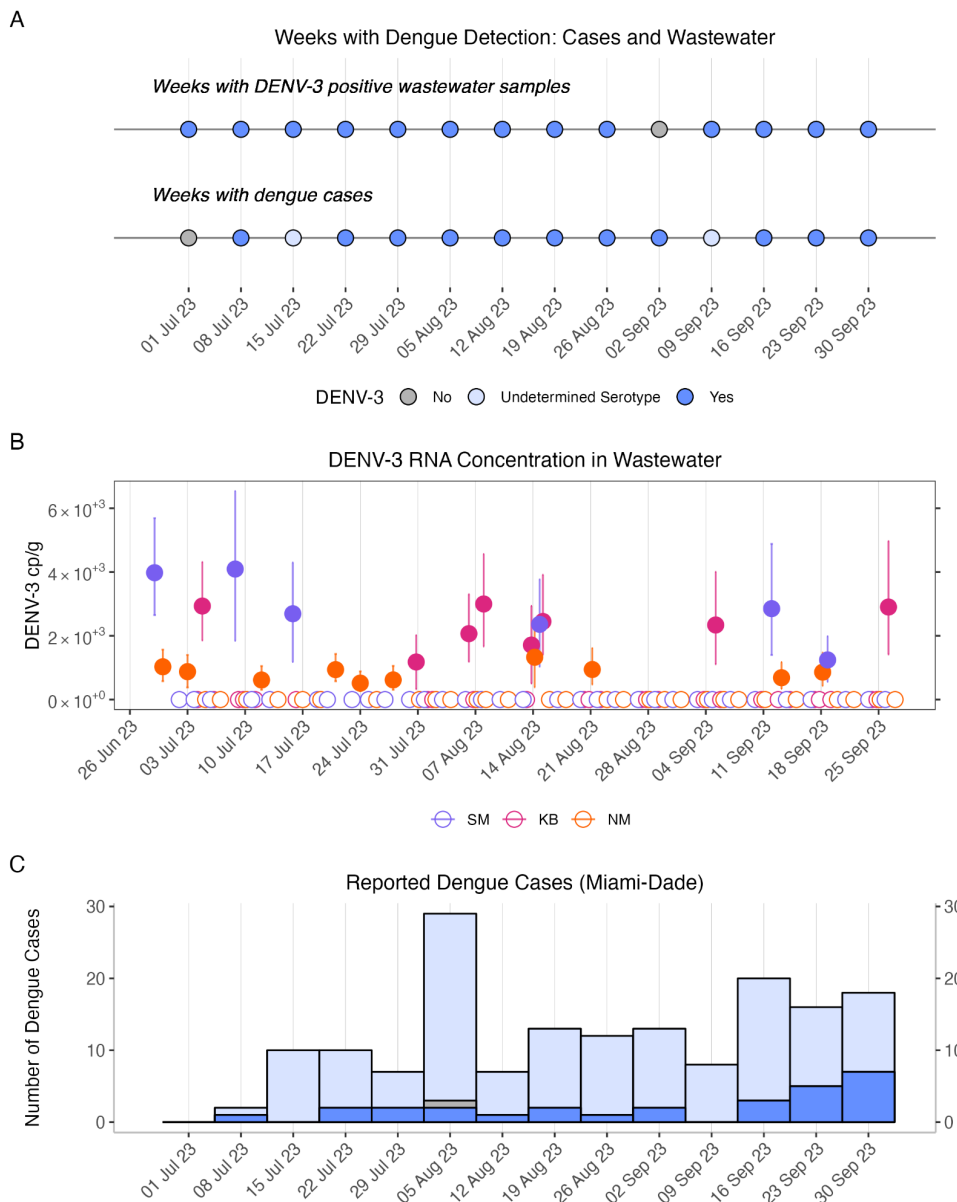 A
Weeks with Dengue Detection: Cases and Wastewater
Weeks with DENV-3 positive wastewater samples
Weeks with dengue cases
01 Jul 23 08 Jul 23 15 Jul 23 22 Jul 23 29 Jul 23 05 Aug 23 12 Aug 23 19 Aug 23 26 Aug 23 02 Sep 23 09 Sep 23 16 Sep 23 23 Sep 23 30 Sep 23
DENV-3 No Undetermined Serotype Yes
B
DENV-3 RNA Concentration in Wastewater
DENV-3 cp/g
6 × 10⁺³
4 × 10⁺³
2 × 10⁺³
0 × 10⁺⁰
26 Jun 23 03 Jul 23 10 Jul 23 17 Jul 23 24 Jul 23 31 Jul 23 07 Aug 23 14 Aug 23 21 Aug 23 28 Aug 23 04 Sep 23 11 Sep 23 18 Sep 23 25 Sep 23
SM KB NM
C
Reported Dengue Cases (Miami-Dade)
Number of Dengue Cases
30 30
20 20
10 10
0 0
01 Jul 23 08 Jul 23 15 Jul 23 22 Jul 23 29 Jul 23 05 Aug 23 12 Aug 23 19 Aug 23 26 Aug 23 02 Sep 23 09 Sep 23 16 Sep 23 23 Sep 23 30 Sep 23